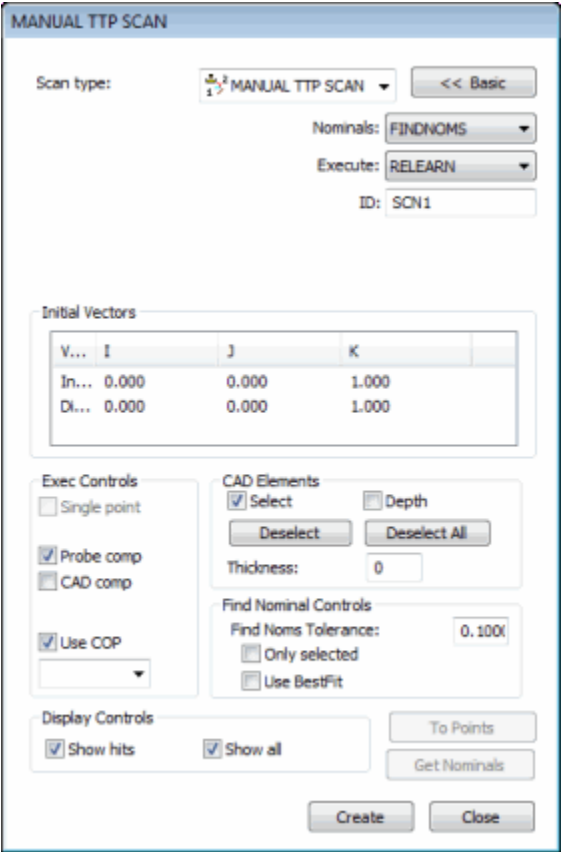 MANUAL TTP SCAN
Scan type: MANUAL TTP SCAN << Basic
Nominals: FINDNOMS
Execute: RELEARN
ID: SCN1
Initial Vectors
V... I J K
In... 0.000 0.000 1.000
Di... 0.000 0.000 1.000
Exec Controls
Single point
Probe comp
CAD comp
Use COP
CAD Elements
Select Depth
Deselect Deselect All
Thickness: 0
Find Nominal Controls
Find Noms Tolerance: 0.100
Only selected
Use BestFit
Display Controls
Show hits Show all
To Points
Get Nominals
Create Close